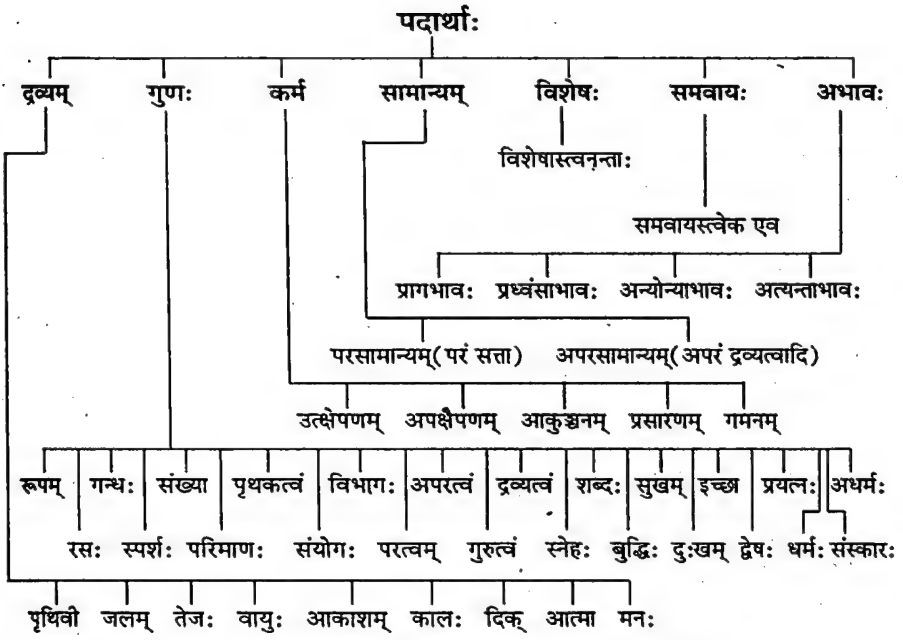 पदार्थाः
द्रव्यम् गुणः कर्म सामान्यम् विशेषः समवायः अभावः
विशेषास्त्वनन्ताः
समवायस्त्वेक एव
प्रागभावः प्रध्वंसाभावः अन्योन्याभावः अत्यन्ताभावः
परसामान्यम् (परं सत्ता) अपरसामान्यम् (अपरं द्रव्यत्वादि)
उत्क्षेपणम् अपक्षैपणम् आकुञ्चनम् प्रसारणम् गमनम्
रूपम् गन्धः संख्या पृथकत्वं विभागः अपरत्वं द्रव्यत्वं शब्दः सुखम् इच्छा प्रयत्नः अधर्मः
रसः स्पर्शः परिमाणः संयोगः परत्वम् गुरुत्वं स्नेहः बुद्धिः दुःखम् द्वेषः धर्मः संस्कारः
पृथिवी जलम् तेजः वायुः आकाशम् कालः दिक् आत्मा मनः